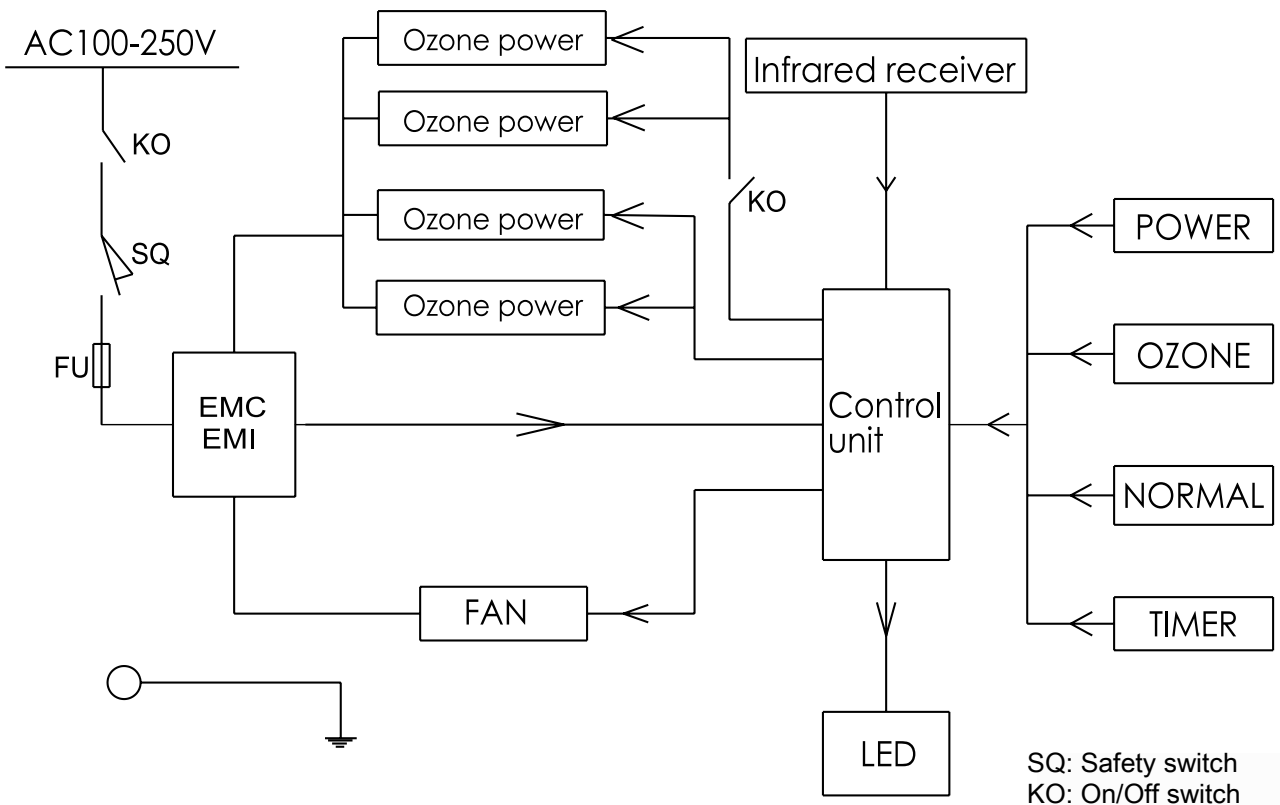 AC100-250V
Ozone power
Infrared receiver
Ozone power
KO
KO
Ozone power
POWER
SQ
Ozone power
FU
OZONE
EMC
EMI
Control
unit
NORMAL
FAN
TIMER
LED
SQ: Safety switch
KO: On/Off switch